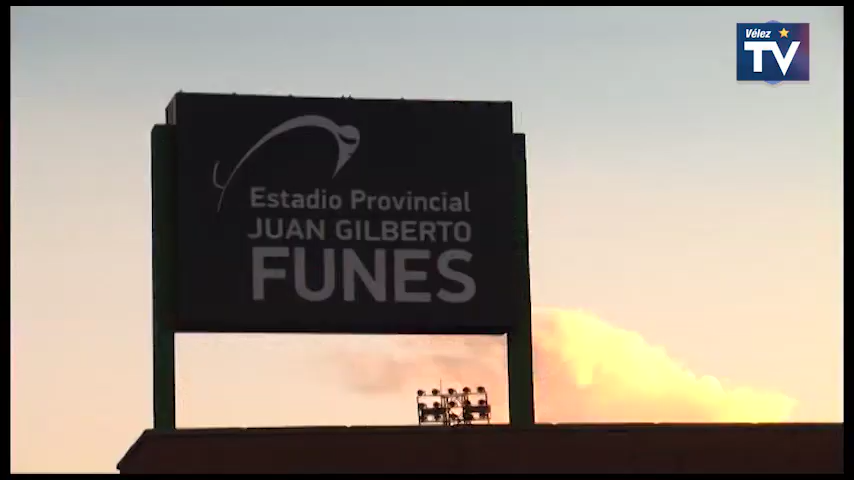 Vélez
TV
Estadio Provincial
JUAN GILBERTO
FUNES